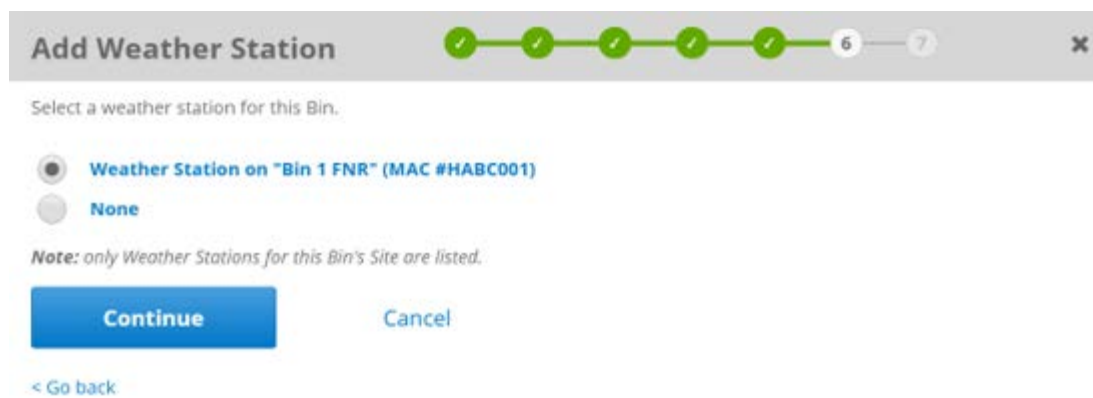 Add Weather Station
6
7
Select a weather station for this Bin.
Weather Station on "Bin 1 FNR" (MAC #HABC001)
None
Note: only Weather Stations for this Bin's Site are listed.
Continue
Cancel
< Go back